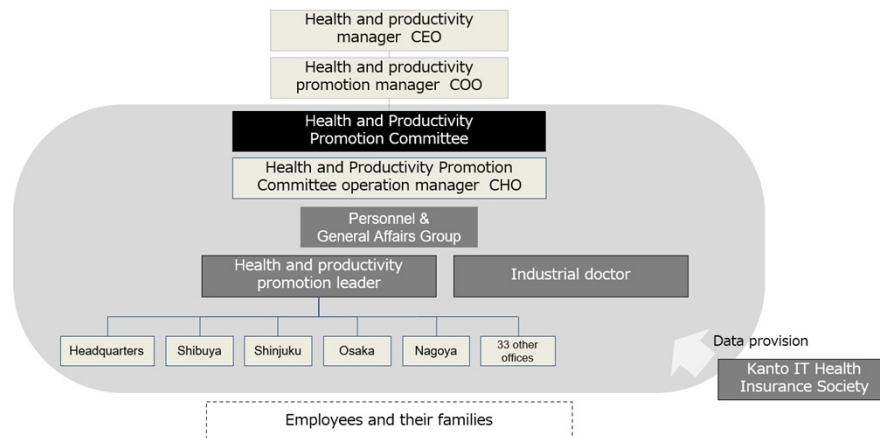 Health and productivity
manager CEO
Health and productivity
promotion manager COO
Health and Productivity
Promotion Committee
Health and Productivity Promotion
Committee operation manager CHO
Personnel &
General Affairs Group
Health and productivity
promotion leader
Industrial doctor
Headquarters
Shibuya
Shinjuku
Osaka
Nagoya
33 other
offices
Data provision
Kanto IT Health
Insurance Society
Employees and their families